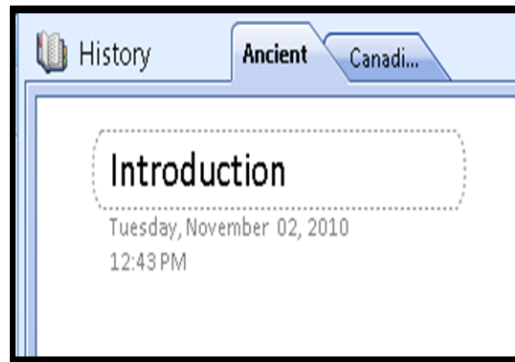 History Ancient Canadi...
Introduction
Tuesday, November 02, 2010
12:43 PM